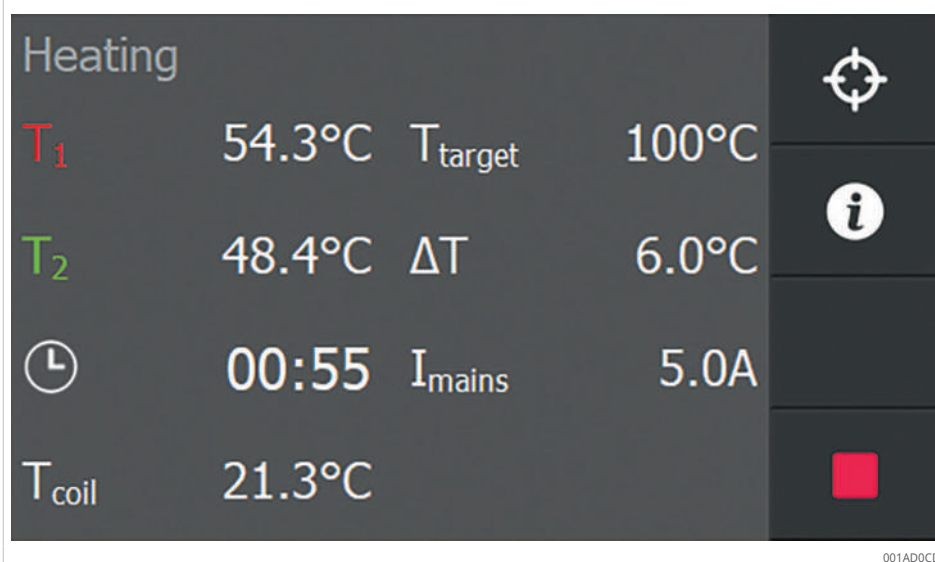 Heating
T1 54.3°C Ttarget 100°C
T2 48.4°C ΔT 6.0°C
00:55 Imains 5.0A
Tcoil 21.3°C
i